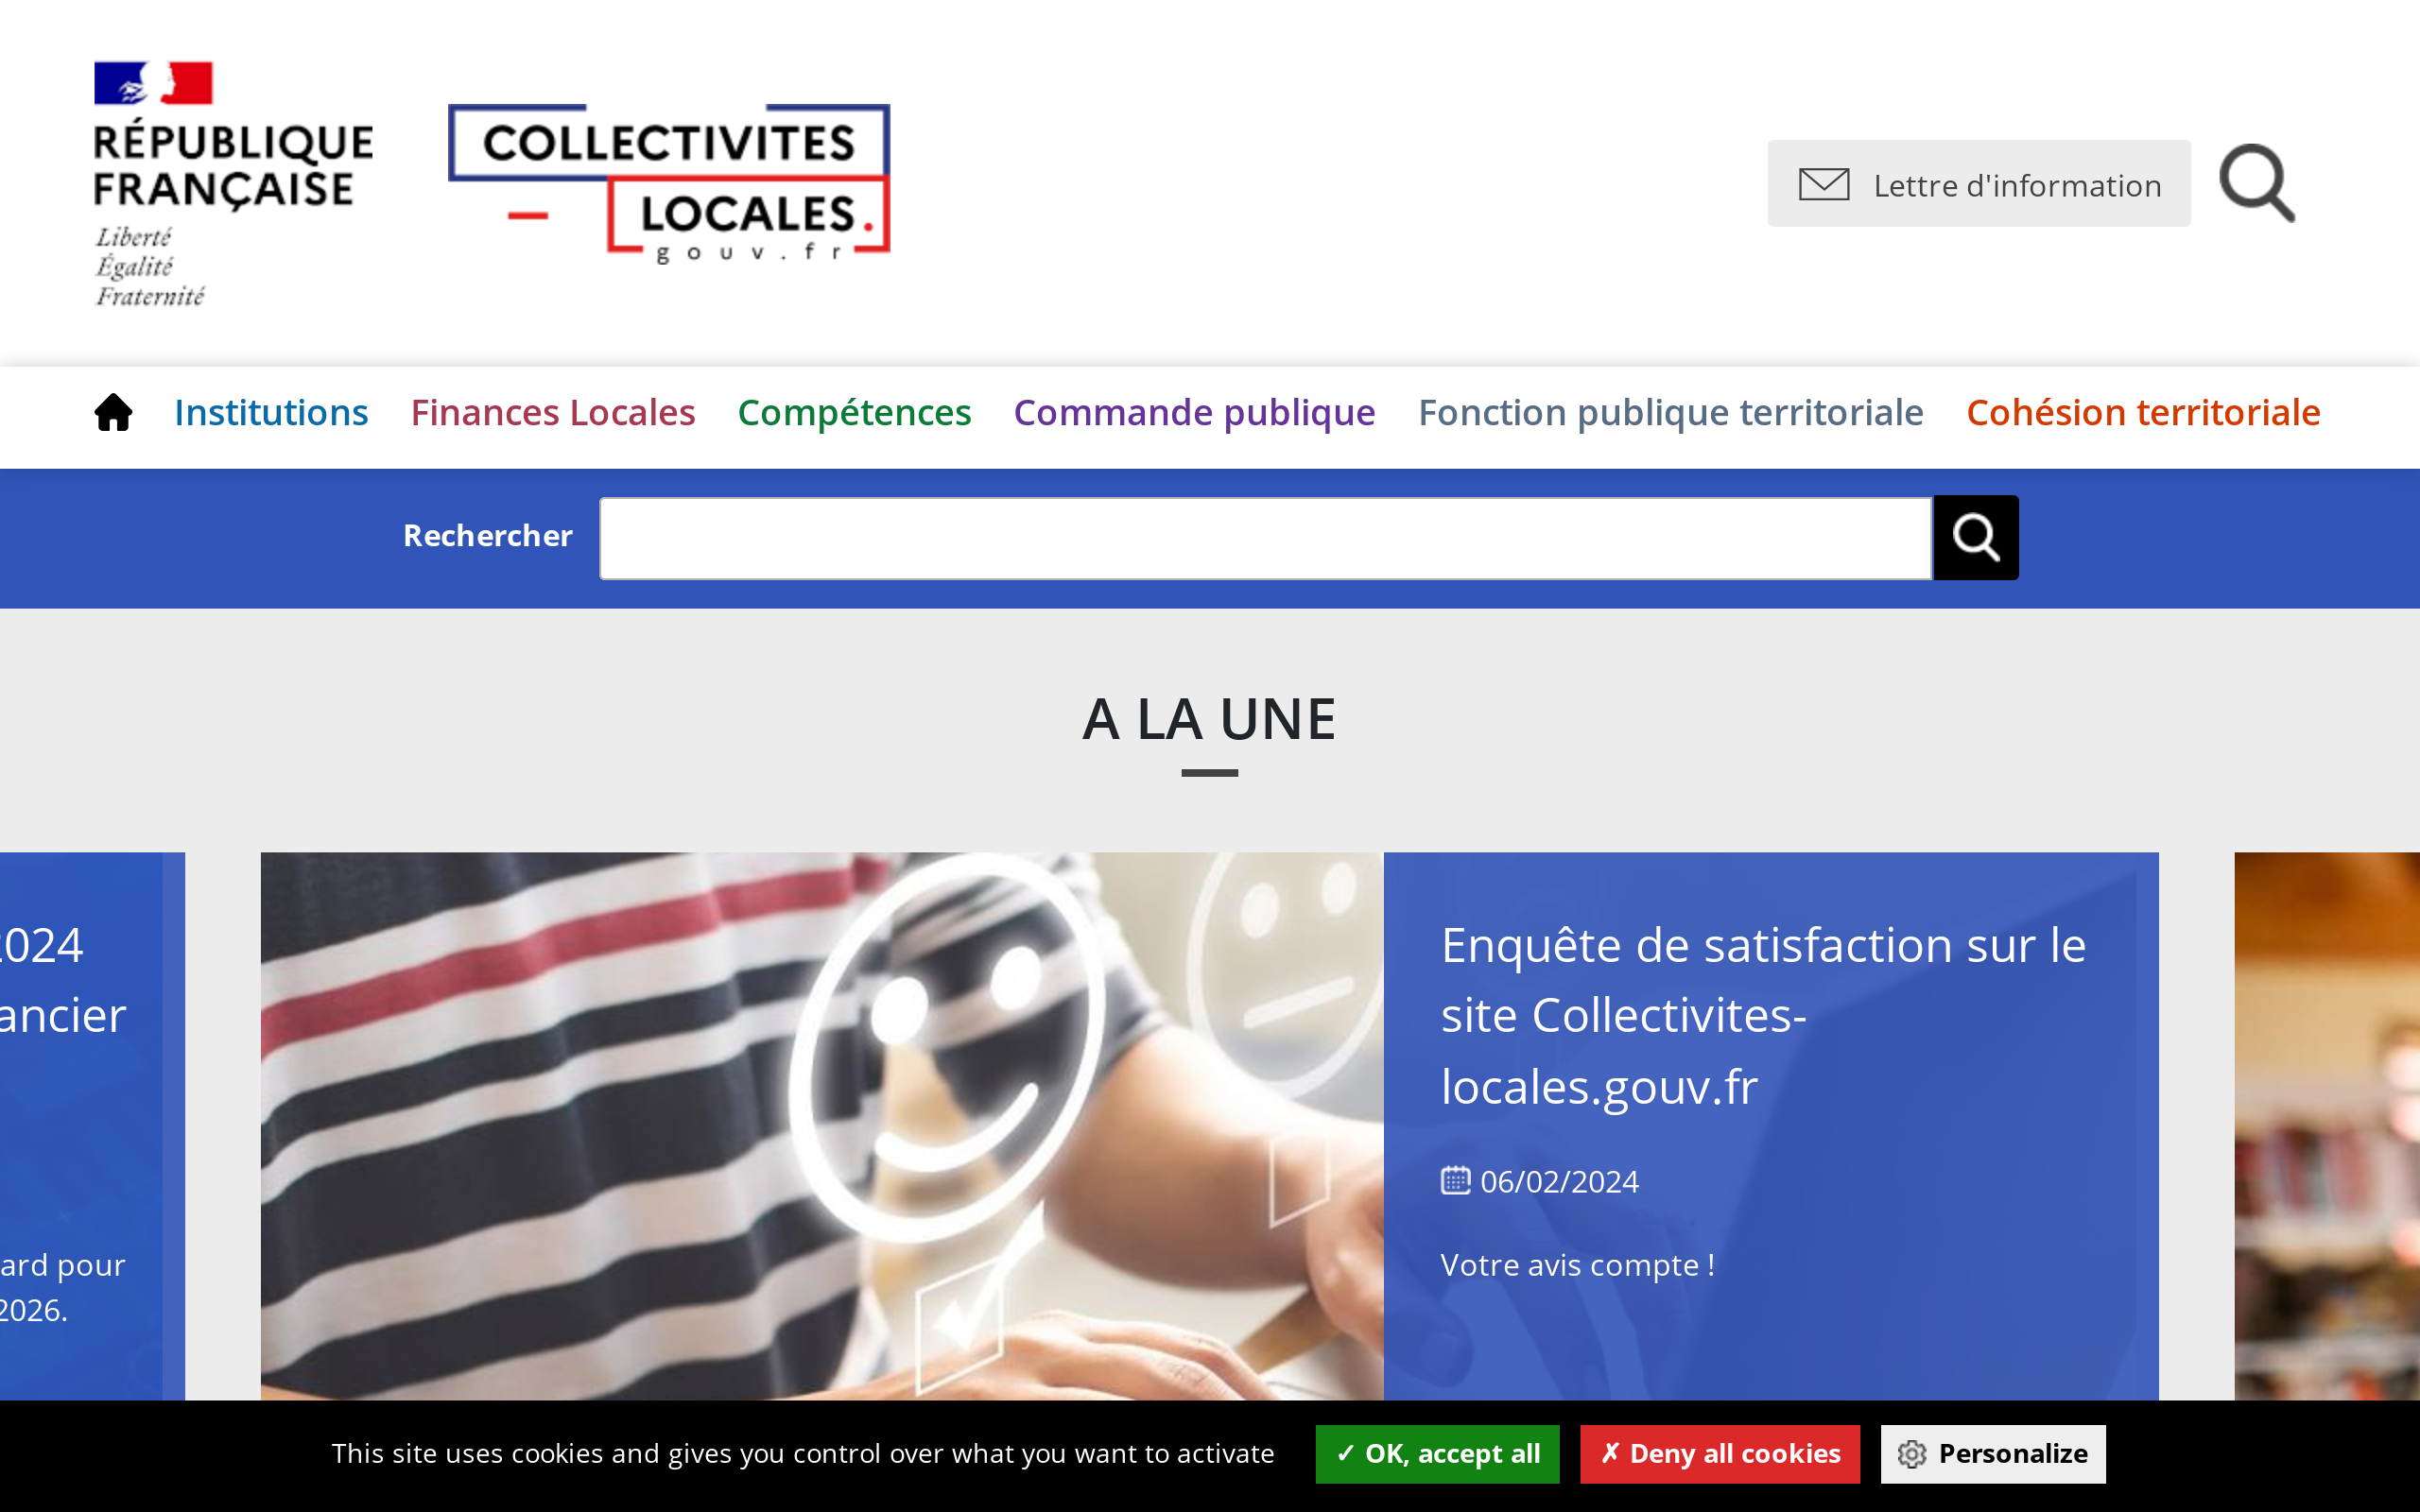 RÉPUBLIQUE
FRANÇAISE
Liberté
Égalité
Fraternité
COLLECTIVITES
LOCALES.
gouv.fr
Lettre d'information
Institutions Finances Locales Compétences Commande publique Fonction publique territoriale Cohésion territoriale
Rechercher
A LA UNE
2024
pour
2026.
Enquête de satisfaction sur le
site Collectivites-
locales.gouv.fr
06/02/2024
Votre avis compte !
This site uses cookies and gives you control over what you want to activate
✓ OK, accept all
✗ Deny all cookies
Personalize